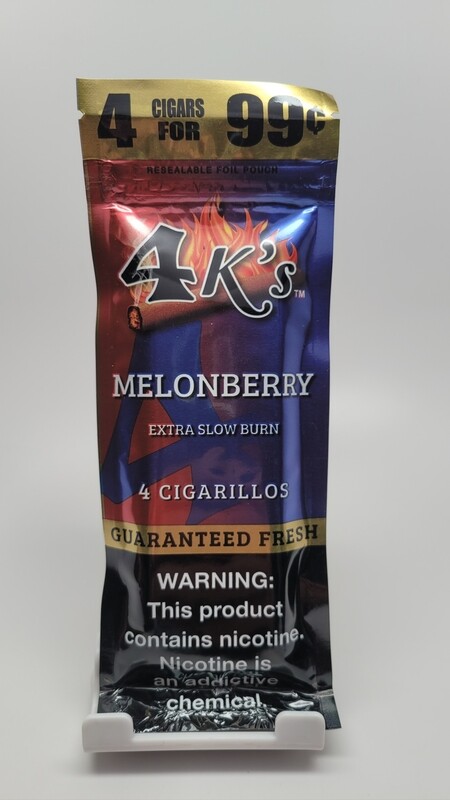 4 CIGARS FOR 99¢
RESEALABLE FOIL POUCH
4K's™
MELONBERRY
EXTRA SLOW BURN
4 CIGARILLOS
GUARANTEED FRESH
WARNING:
This product
contains nicotine.
Nicotine is
an addictive
chemical.